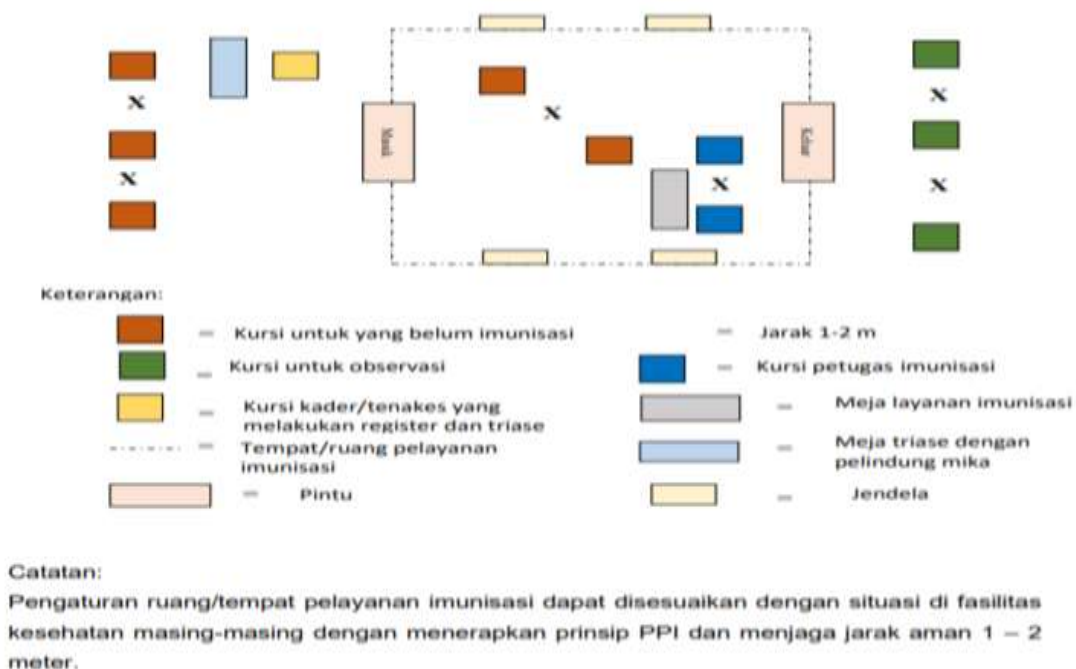 Masuk
Keluar
x
x
x
x
x
x
Keterangan:
= Kursi untuk yang belum imunisasi
= Kursi untuk observasi
= Kursi kader/tenakes yang
melakukan register dan triase
= Tempat/ruang pelayanan
imunisasi
= Pintu
= Jarak 1-2 m
= Kursi petugas imunisasi
= Meja layanan imunisasi
= Meja triase dengan
pelindung mika
= Jendela
Catatan:
Pengaturan ruang/tempat pelayanan imunisasi dapat disesuaikan dengan situasi di fasilitas
kesehatan masing-masing dengan menerapkan prinsip PPI dan menjaga jarak aman 1 – 2
meter.